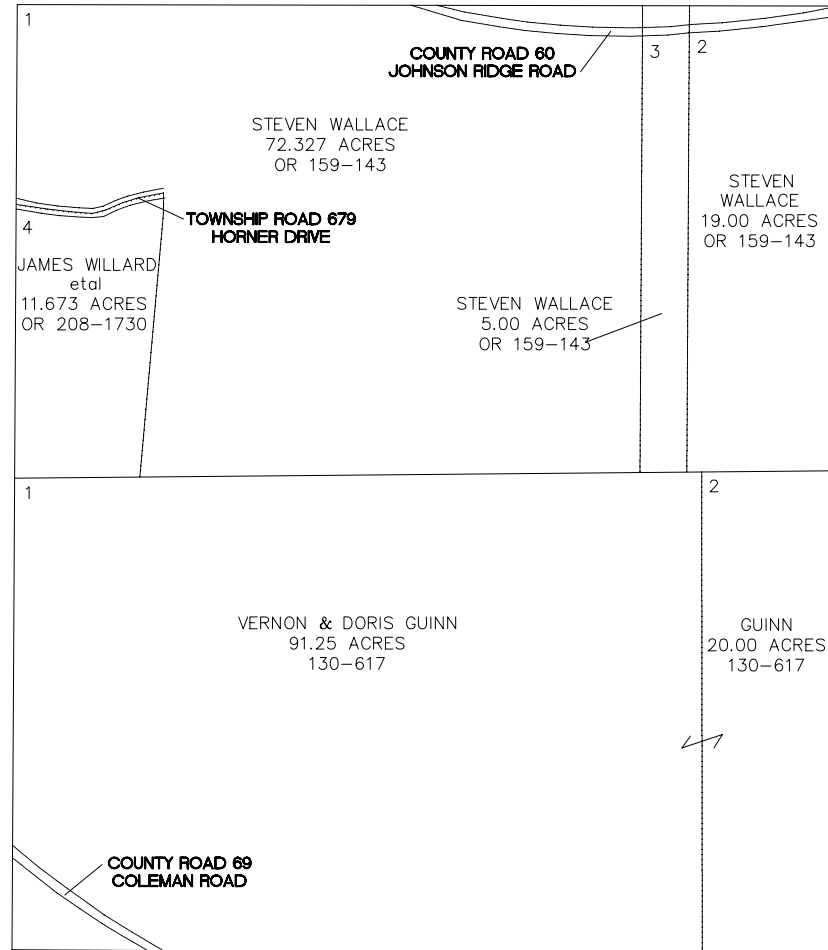 1
COUNTY ROAD 60
JOHNSON RIDGE ROAD
3
2
STEVEN WALLACE
72.327 ACRES
OR 159-143
STEVEN
WALLACE
19.00 ACRES
OR 159-143
TOWNSHIP ROAD 679
HORNER DRIVE
4
JAMES WILLARD
etal
11.673 ACRES
OR 208-1730
STEVEN WALLACE
5.00 ACRES
OR 159-143
1
2
VERNON & DORIS GUINN
91.25 ACRES
130-617
GUINN
20.00 ACRES
130-617
COUNTY ROAD 69
COLEMAN ROAD